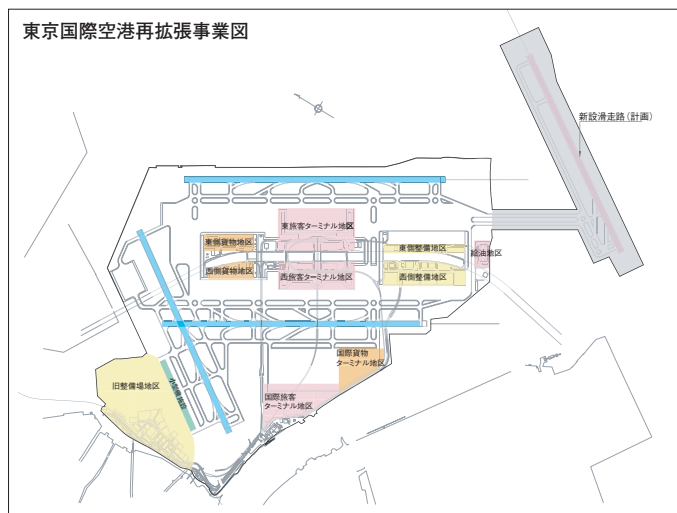 東京国際空港再拡張事業図
新設滑走路(計画)
東旅客ターミナル地区
東側貨物地区
東側整備地区
給油地区
西側貨物地区
西旅客ターミナル地区
西側整備地区
国際貨物
ターミナル地区
旧整備場地区
小型機施設
国際旅客
ターミナル地区